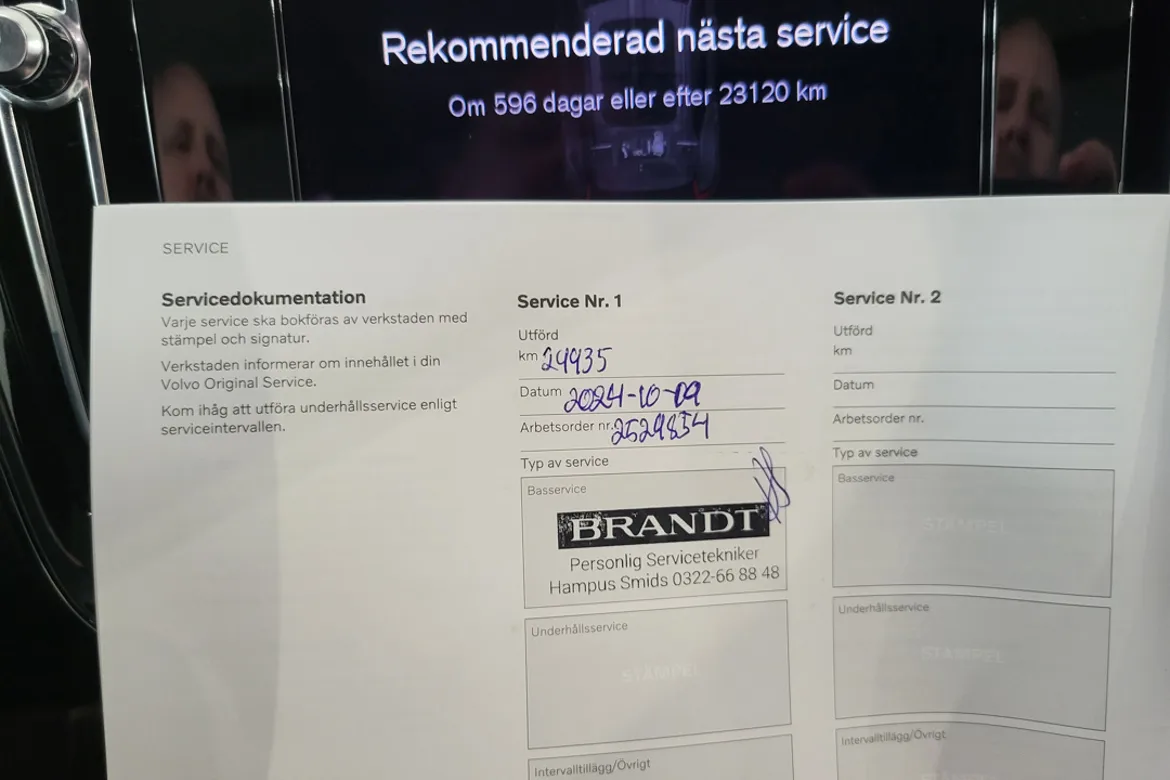 Rekommenderad nästa service
Om 596 dagar eller efter 23120 km
SERVICE
Servicedokumentation
Varje service ska bokföras av verkstaden med
stämpel och signatur.
Verkstaden informerar om innehållet i din
Volvo Original Service.
Kom ihåg att utföra underhållsservice enligt
serviceintervallen.
Service Nr. 1
Utförd
km 24935
Datum 2024-10-09
Arbetsorder nr. 2529854
Typ av service
Basservice
BRANDT
Personlig Servicetekniker
Hampus Smids 0322-66 88 48
Underhållsservice
STÄMPEL
Intervalltillägg/Övrigt
Service Nr. 2
Utförd
km
Datum
Arbetsorder nr.
Typ av service
Basservice
STÄMPEL
Underhållsservice
STÄMPEL
Intervalltillägg/Övrigt